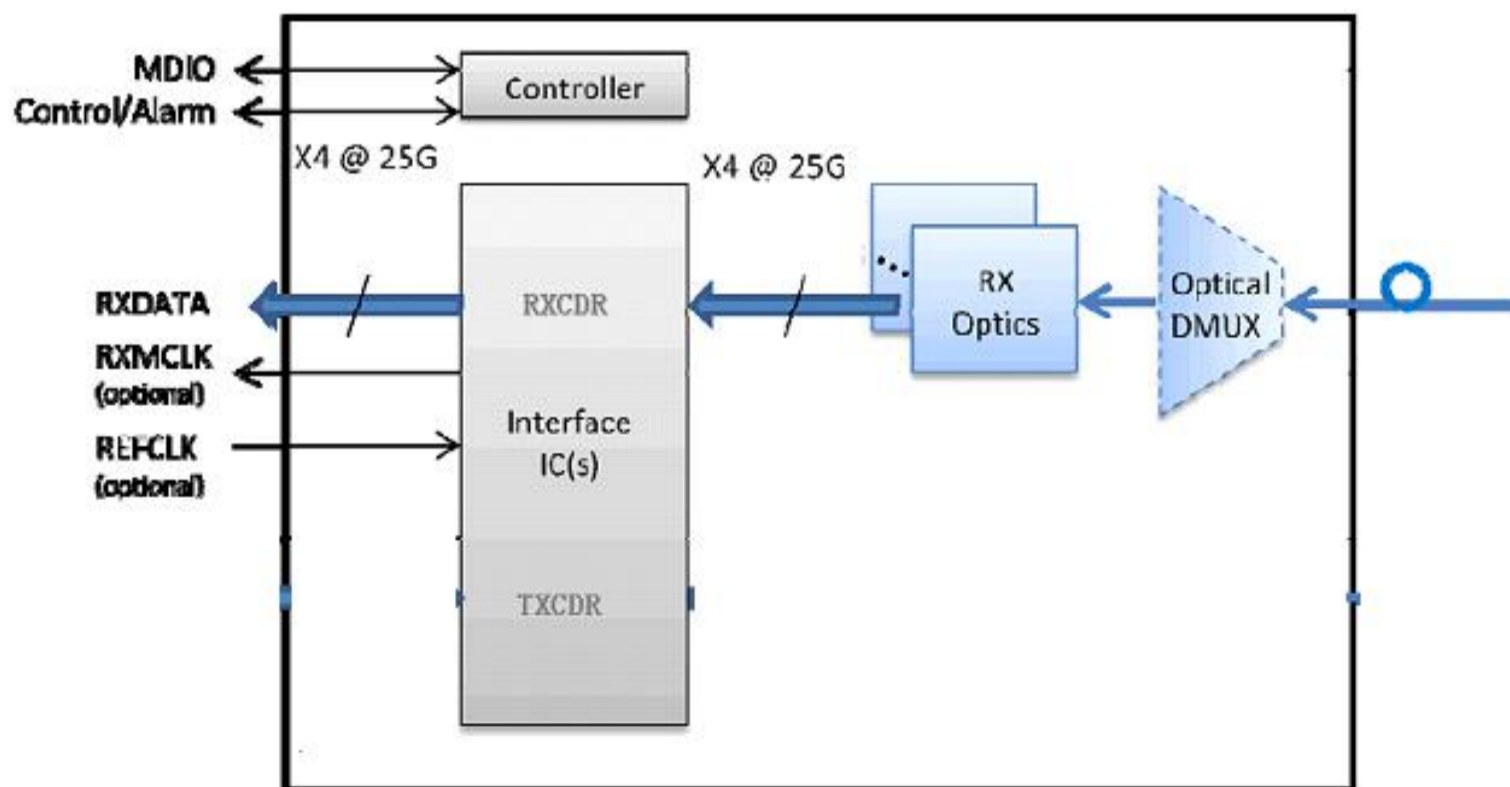 MDIO
Control/Alarm
Controller
X4 @ 25G
X4 @ 25G
RXDATA
RXCDR
RX
Optics
Optical
DMUX
RXMCLK
(optional)
REFCLK
(optional)
Interface
IC(s)
TXCDR